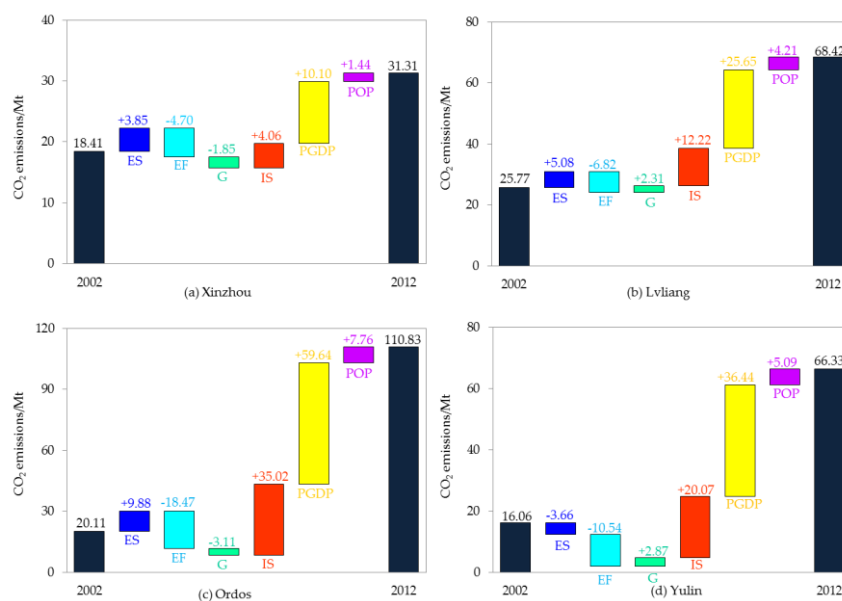 CO2 emissions/Mt
40
30
20
10
0
18.41
+3.85
ES
-4.70
EF
-1.85
G
+4.06
IS
+10.10
PGDP
+1.44
POP
31.31
2002
2012
(a) Xinzhou
CO2 emissions/Mt
80
60
40
20
0
25.77
+5.08
ES
-6.82
EF
+2.31
G
+12.22
IS
+25.65
PGDP
+4.21
POP
68.42
2002
2012
(b) Lvliang
CO2 emissions/Mt
120
90
60
30
0
20.11
+9.88
ES
-18.47
EF
-3.11
G
+35.02
IS
+59.64
PGDP
+7.76
POP
110.83
2002
2012
(c) Ordos
CO2 emissions/Mt
80
60
40
20
0
16.06
-3.66
ES
-10.54
EF
+2.87
G
+20.07
IS
+36.44
PGDP
+5.09
POP
66.33
2002
2012
(d) Yulin